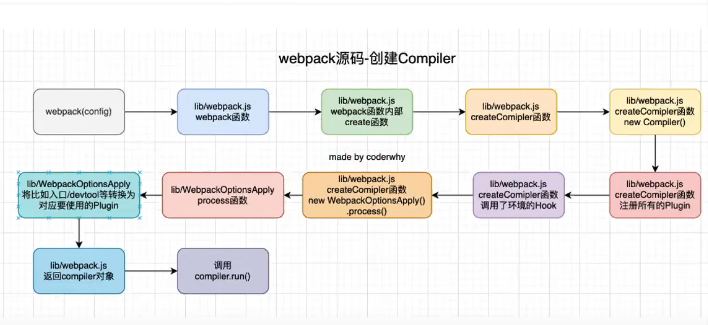 webpack源码-创建Compiler
webpack(config)
lib/webpack.js
webpack函数
lib/webpack.js
webpack函数内部
create函数
lib/webpack.js
createComipler函数
lib/webpack.js
createComipler函数
new Compiler()
made by coderwhy
lib/WebpackOptionsApply
将比如入口/devtool等转换为
对应要使用的Plugin
lib/WebpackOptionsApply
process函数
lib/webpack.js
createComipler函数
new WebpackOptionsApply()
.process()
lib/webpack.js
createComipler函数
调用了环境的Hook
lib/webpack.js
createComipler函数
注册所有的Plugin
lib/webpack.js
返回compiler对象
调用
compiler.run()